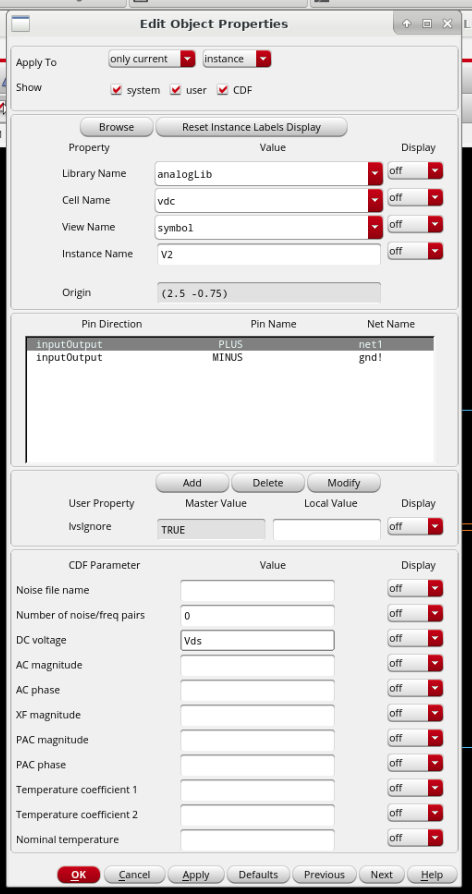 Edit Object Properties
Apply To only current instance
Show system user CDF
Browse Reset Instance Labels Display
Property Value Display
Library Name analogLib off
Cell Name vdc off
View Name symbol off
Instance Name V2 off
Origin (2.5 -0.75)
Pin Direction Pin Name Net Name
inputOutput PLUS net1
inputOutput MINUS gnd!
Add Delete Modify
User Property Master Value Local Value Display
lvsIgnore TRUE off
CDF Parameter Value Display
Noise file name off
Number of noise/freq pairs 0 off
DC voltage Vds off
AC magnitude off
AC phase off
XF magnitude off
PAC magnitude off
PAC phase off
Temperature coefficient 1 off
Temperature coefficient 2 off
Nominal temperature off
OK Cancel Apply Defaults Previous Next Help